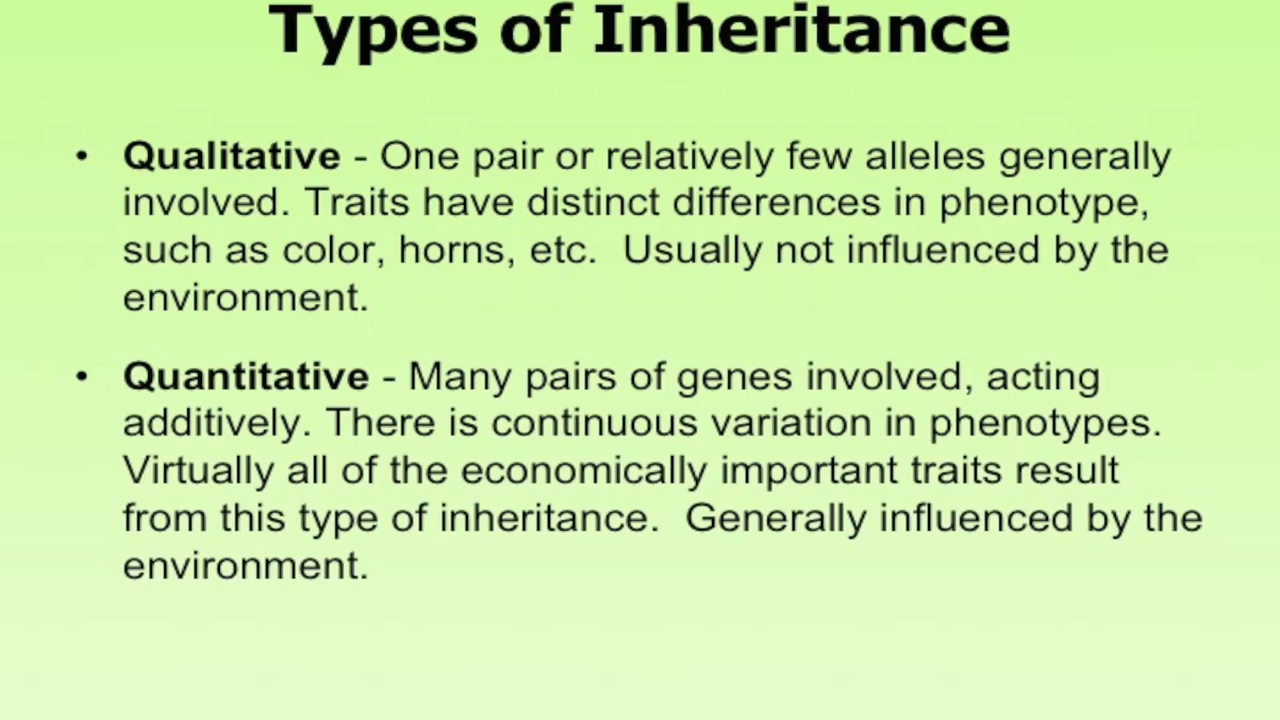 Types of Inheritance
• Qualitative - One pair or relatively few alleles generally
involved. Traits have distinct differences in phenotype,
such as color, horns, etc.  Usually not influenced by the
environment.
• Quantitative - Many pairs of genes involved, acting
additively. There is continuous variation in phenotypes.
Virtually all of the economically important traits result
from this type of inheritance.  Generally influenced by the
environment.